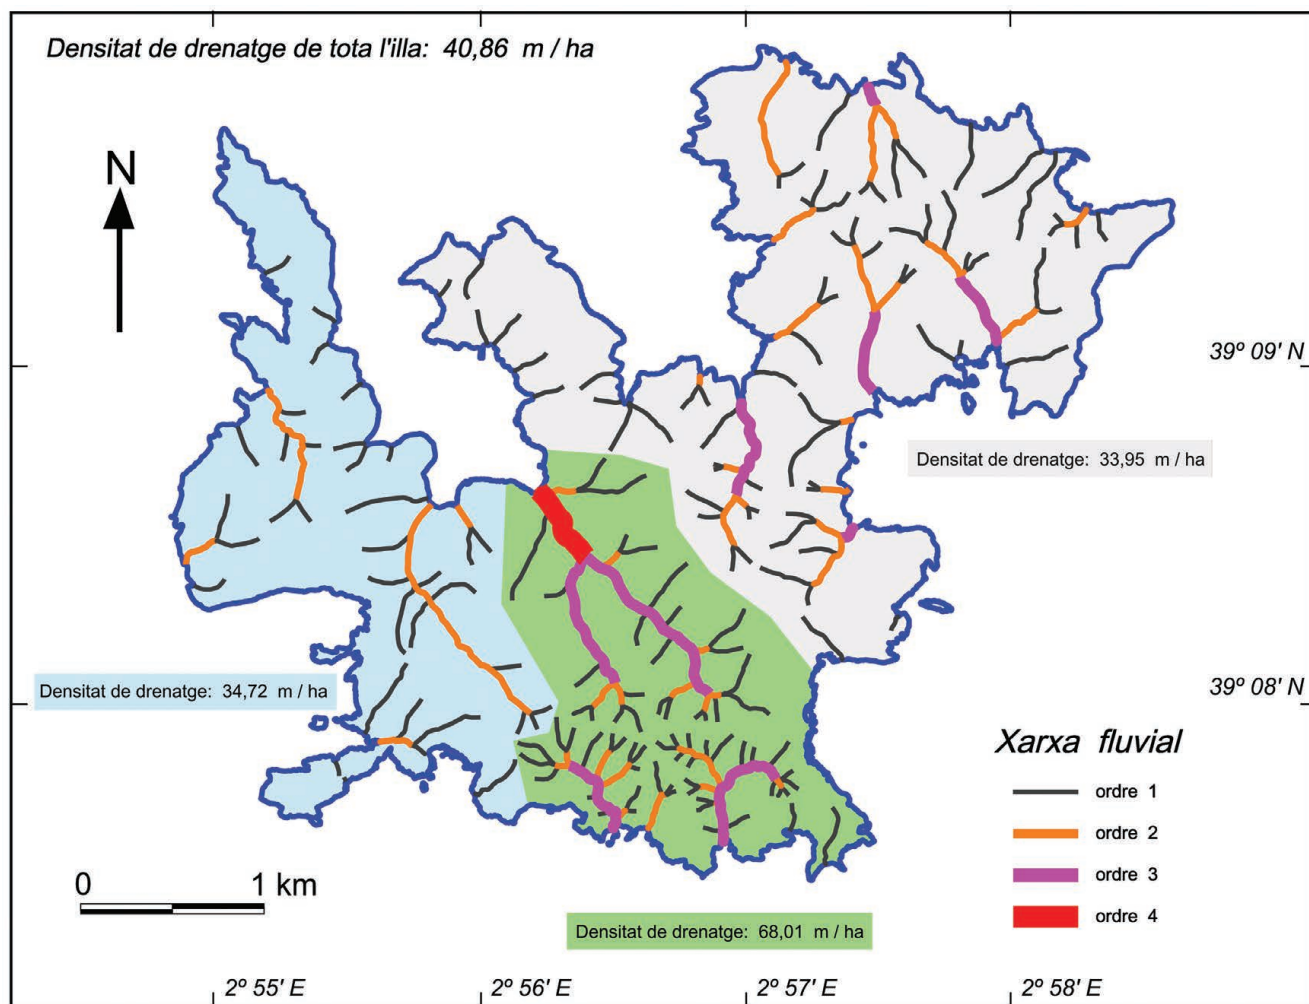 Densitat de drenatge de tota l'illa: 40,86 m / ha
N
39º 09' N
Densitat de drenatge: 33,95 m / ha
Densitat de drenatge: 34,72 m / ha
39º 08' N
Xarxa fluvial
ordre 1
ordre 2
ordre 3
ordre 4
0 1 km
Densitat de drenatge: 68,01 m / ha
2º 55' E 2º 56' E 2º 57' E 2º 58' E